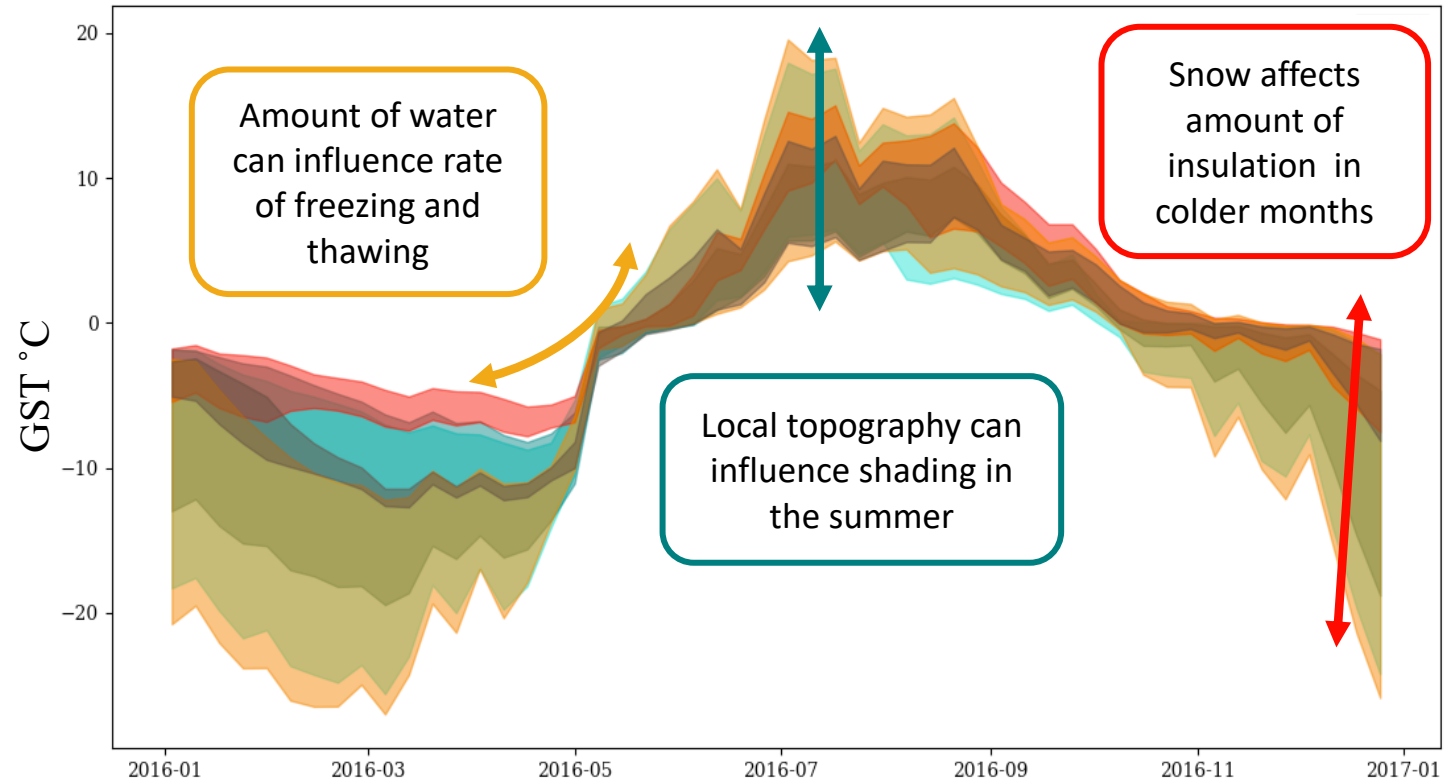 20
10
0
−10
−20
GST °C
Amount of water
can influence rate
of freezing and
thawing
Snow affects
amount of
insulation in
colder months
Local topography can
influence shading in
the summer
2016-01
2016-03
2016-05
2016-07
2016-09
2016-11
2017-01